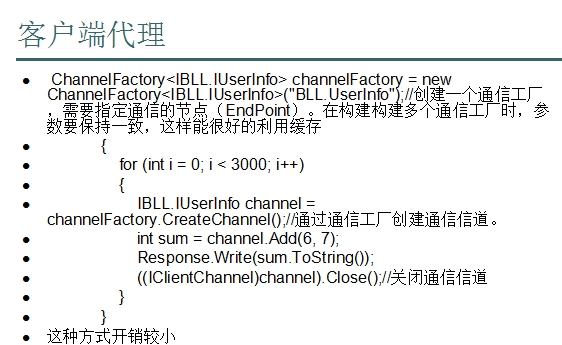 客户端代理
ChannelFactory<IBLL.IUserInfo> channelFactory = new
ChannelFactory<IBLL.IUserInfo>("BLL.UserInfo");//创建一个通信工厂
，需要指定通信的节点（EndPoint）。在构建构建多个通信工厂时，参
数要保持一致，这样能很好的利用缓存
{
for (int i = 0; i < 3000; i++)
{
IBLL.IUserInfo channel =
channelFactory.CreateChannel();//通过通信工厂创建通信信道。
int sum = channel.Add(6, 7);
Response.Write(sum.ToString());
((IClientChannel)channel).Close();//关闭通信信道
}
}
这种方式开销较小